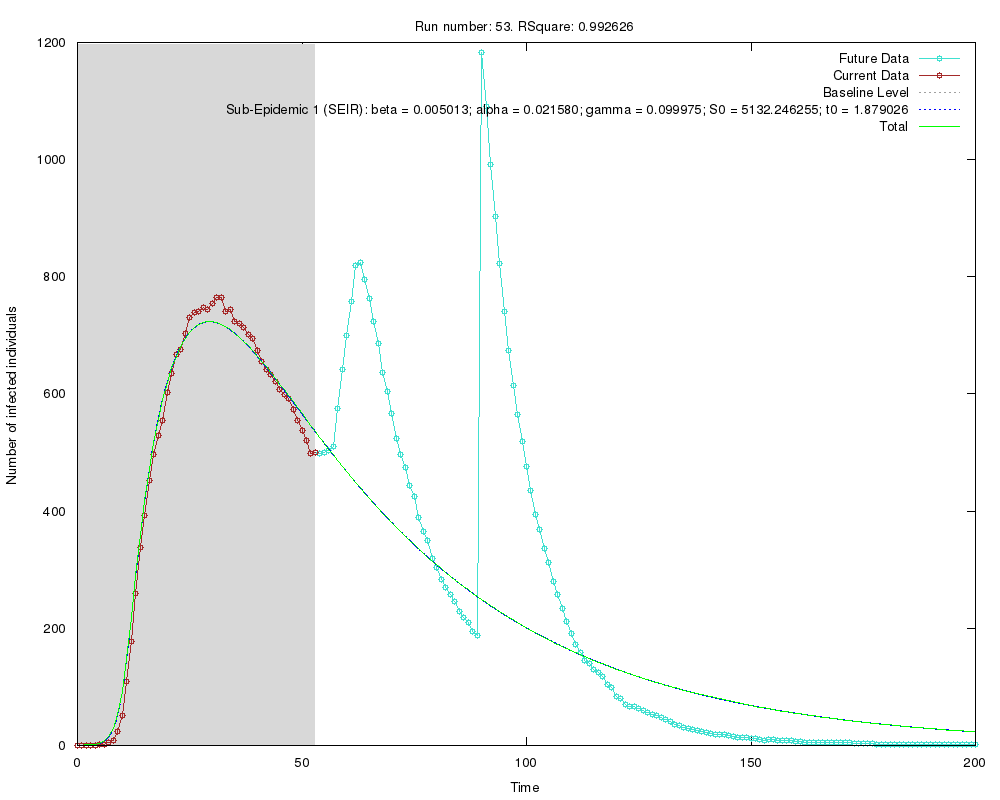 Run number: 53. RSquare: 0.992626
Future Data
Current Data
Baseline Level
Sub-Epidemic 1 (SEIR): beta = 0.005013; alpha = 0.021580; gamma = 0.099975; S0 = 5132.246255; t0 = 1.879026
Total
1200
1000
800
600
400
200
0
Number of infected individuals
0 50 100 150 200
Time